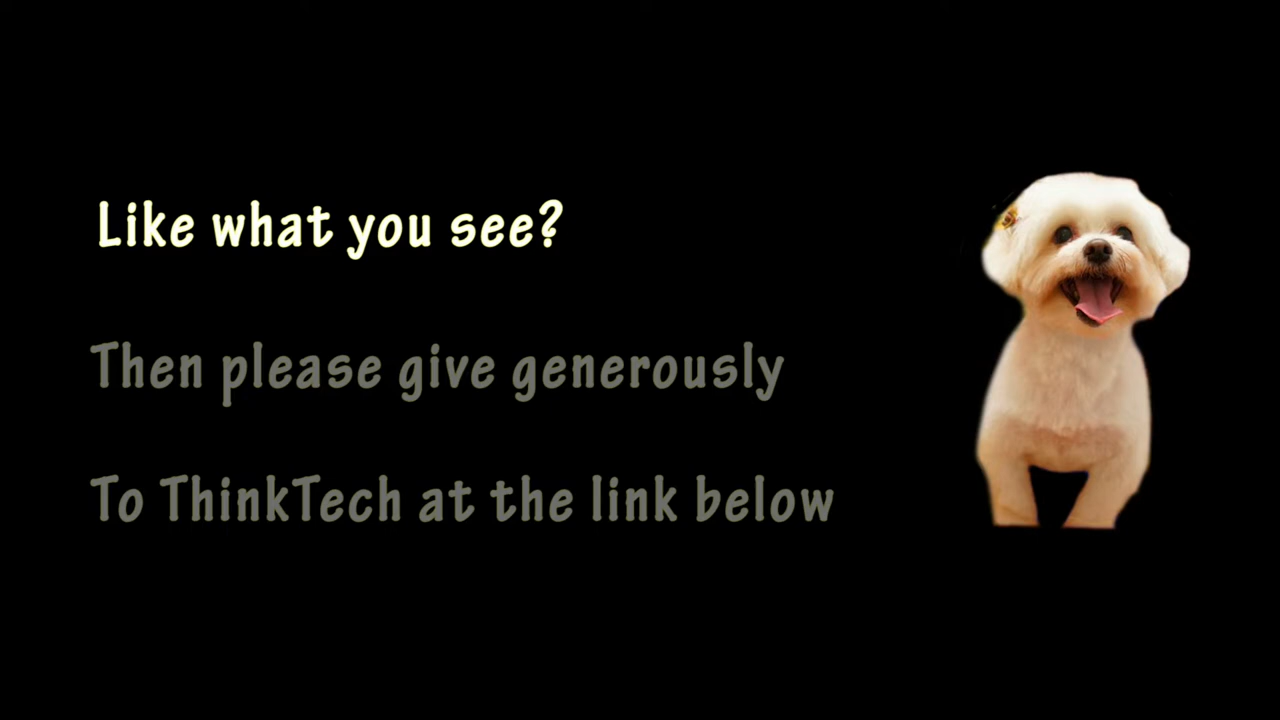 Like what you see?
Then please give generously
To ThinkTech at the link below